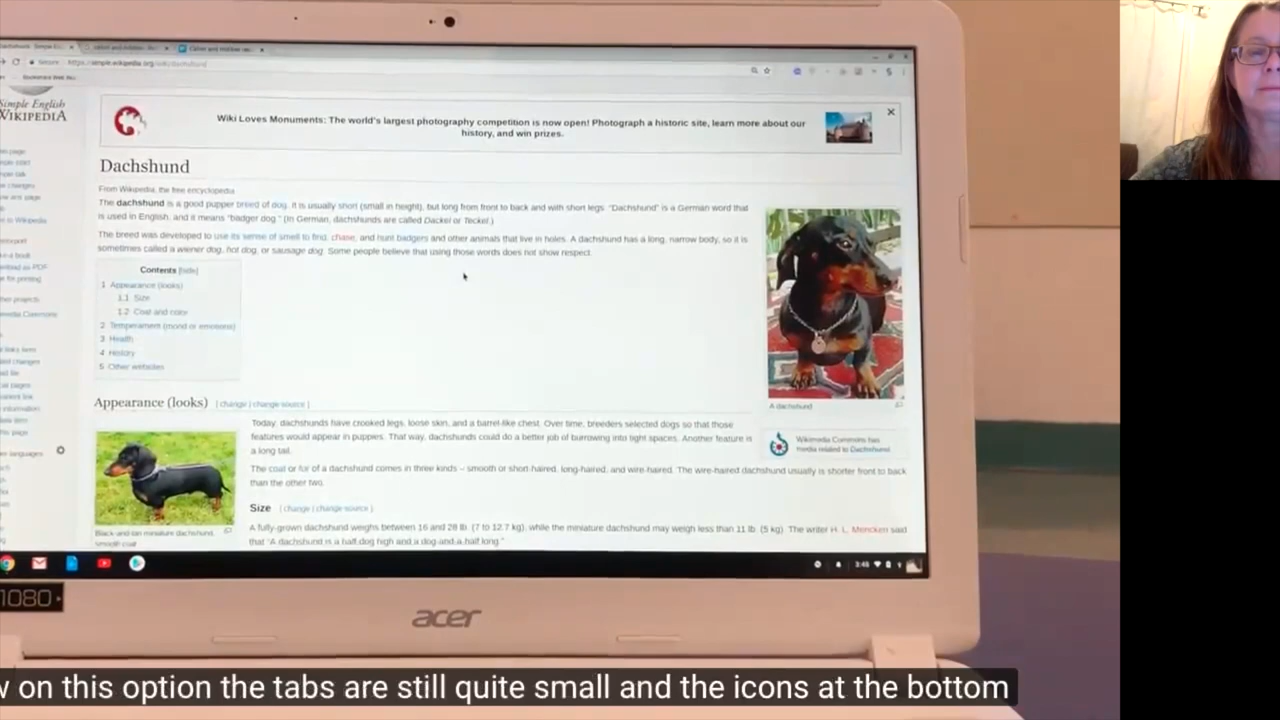 Simple English
WIKIPEDIA
Wiki Loves Monuments: The world's largest photography competition is now open! Photograph a historic site, learn more about our
history, and win prizes.
Dachshund
From Wikipedia, the free encyclopedia
The dachshund is a good pupper breed of dog. It is usually short (small in height), but long from front to back and with short legs. "Dachshund" is a German word that
is used in English, and it means "badger dog." (In German, dachshunds are called Dackel or Teckel.)
The breed was developed to use its sense of smell to find, chase, and hunt badgers and other animals that live in holes. A dachshund has a long, narrow body, so it is
sometimes called a wiener dog, hot dog, or sausage dog. Some people believe that using those words does not show respect.
Contents [hide]
1 Appearance (looks)
1.1 Size
1.2 Coat and color
2 Temperament (mood or emotions)
3 Health
4 History
5 Other websites
A dachshund
Appearance (looks) [ change | change source ]
Today, dachshunds have crooked legs, loose skin, and a barrel-like chest. Over time, breeders selected dogs so that those
features would appear in puppies. That way, dachshunds could do a better job of burrowing into tight spaces. Another feature is
a long tail.
Wikimedia Commons has
media related to Dachshund.
The coat or fur of a dachshund comes in three kinds – smooth or short-haired, long-haired, and wire-haired. The wire-haired dachshund usually is shorter front to back
than the other two.
Size [ change | change source ]
Black-and-tan miniature dachshund,
smooth coat
A fully-grown dachshund weighs between 16 and 28 lb. (7 to 12.7 kg), while the miniature dachshund may weigh less than 11 lb. (5 kg). The writer H. L. Mencken said
that "A dachshund is a half-dog high and a dog-and-a-half long."
3:45
1080
acer
on this option the tabs are still quite small and the icons at the bottom